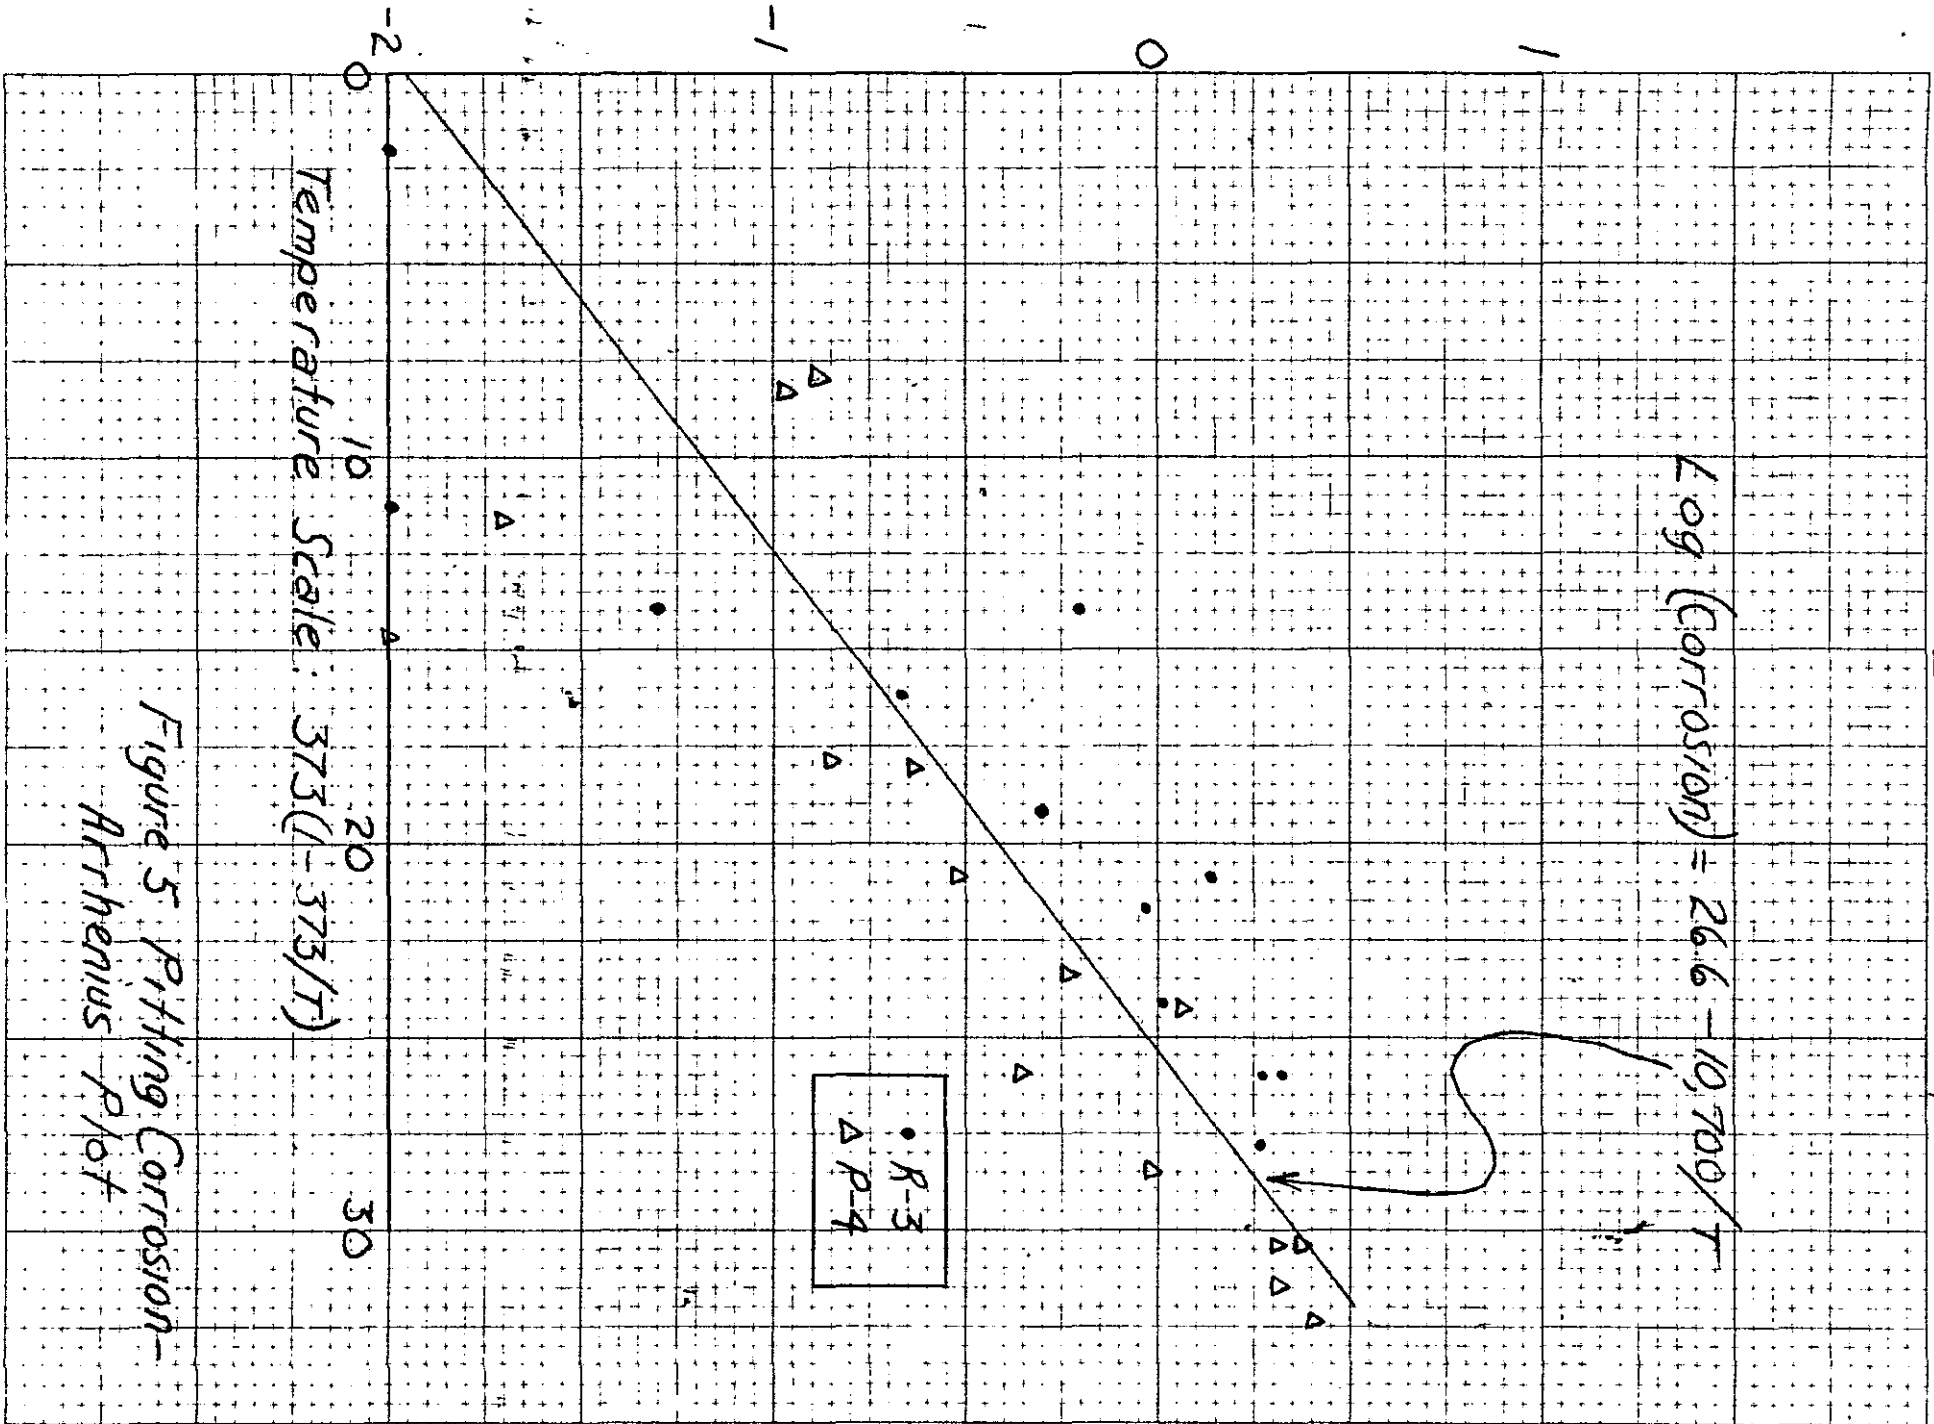 Log (Corrosion) = 26.6 - 10,700/T
1
0
-1
-2
0
10
20
30
• R-3
Δ P-4
Temperature Scale: 373(1-373/T)
Figure 5 Pitting Corrosion-
Arrhenius Plot